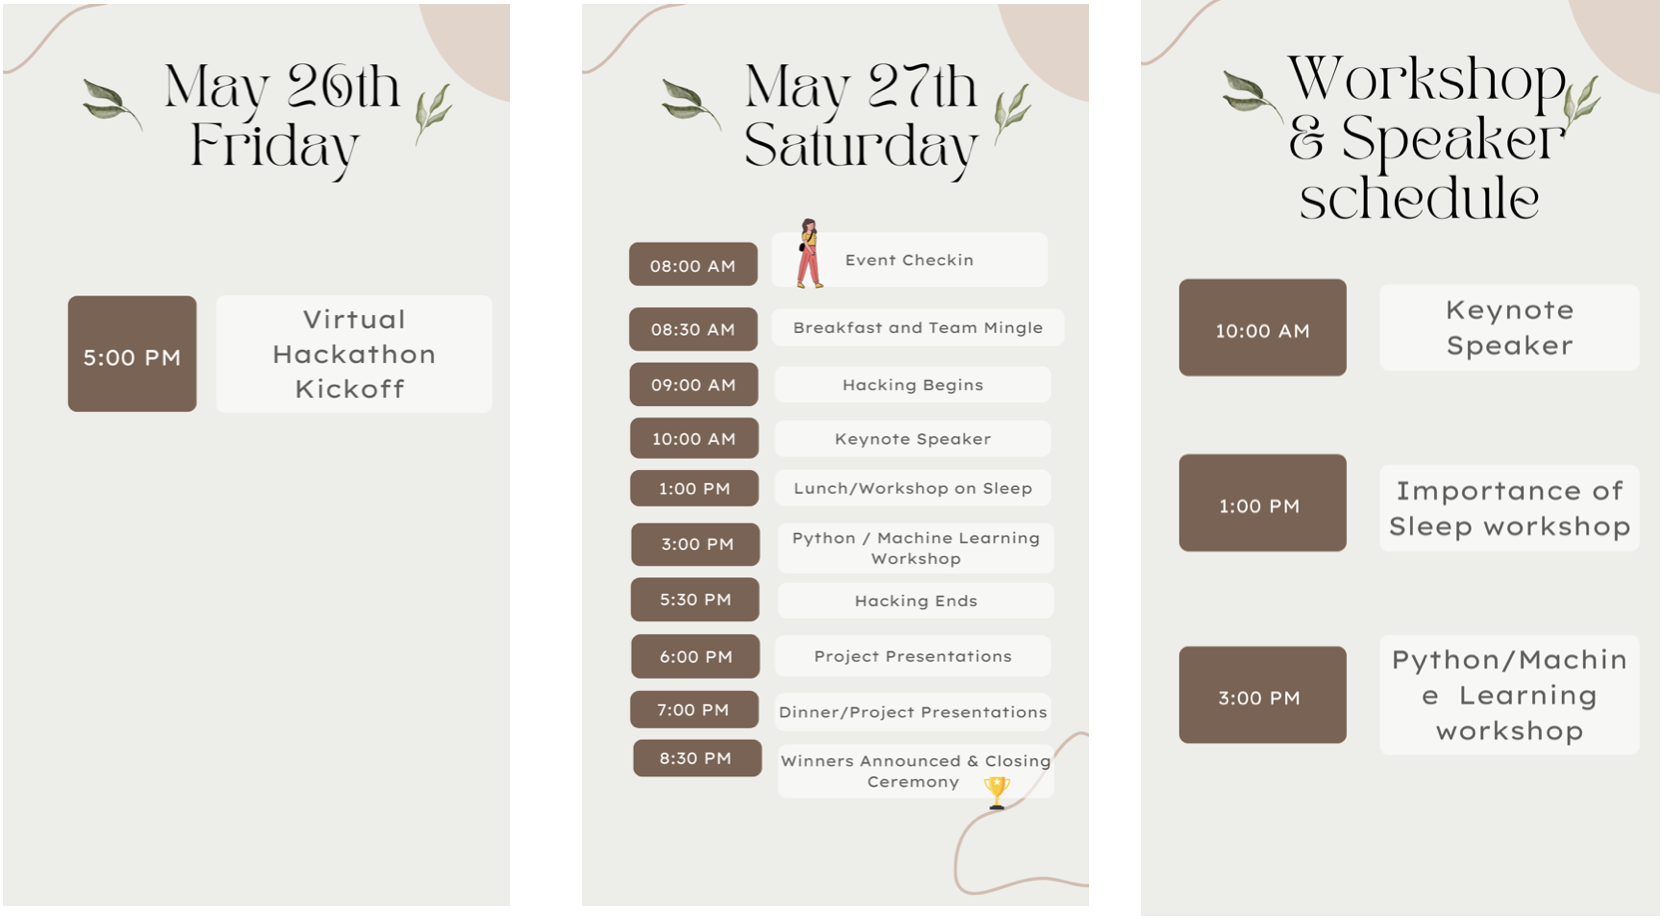 May 26th
Friday
5:00 PM
Virtual
Hackathon
Kickoff
May 27th
Saturday
08:00 AM
Event Checkin
08:30 AM
Breakfast and Team Mingle
09:00 AM
Hacking Begins
10:00 AM
Keynote Speaker
1:00 PM
Lunch/Workshop on Sleep
3:00 PM
Python / Machine Learning
Workshop
5:30 PM
Hacking Ends
6:00 PM
Project Presentations
7:00 PM
Dinner/Project Presentations
8:30 PM
Winners Announced & Closing
Ceremony
Workshop
& Speaker
schedule
10:00 AM
Keynote
Speaker
1:00 PM
Importance of
Sleep workshop
3:00 PM
Python/Machin
e Learning
workshop